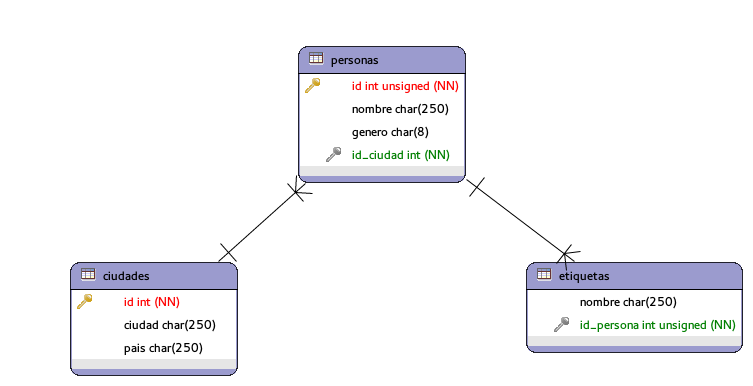 personas
id int unsigned (NN)
nombre char(250)
genero char(8)
id_ciudad int (NN)
ciudades
id int (NN)
ciudad char(250)
pais char(250)
etiquetas
nombre char(250)
id_persona int unsigned (NN)